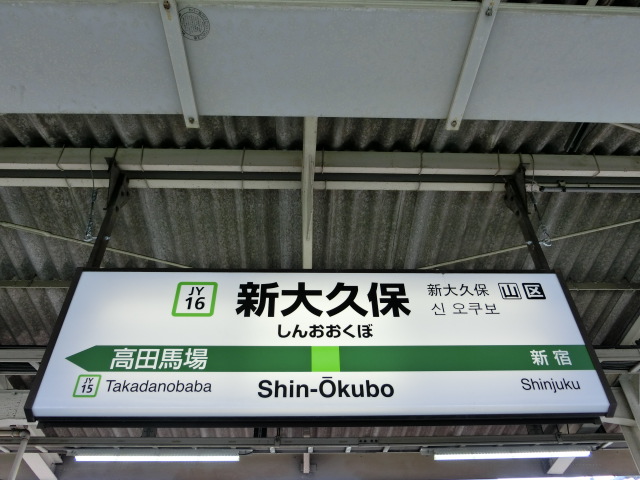 JY
16
新大久保
しんおおくぼ
新大久保 山 区
신 오쿠보
高田馬場
新宿
JY
15
Takadanobaba
Shin-Ōkubo
Shinjuku